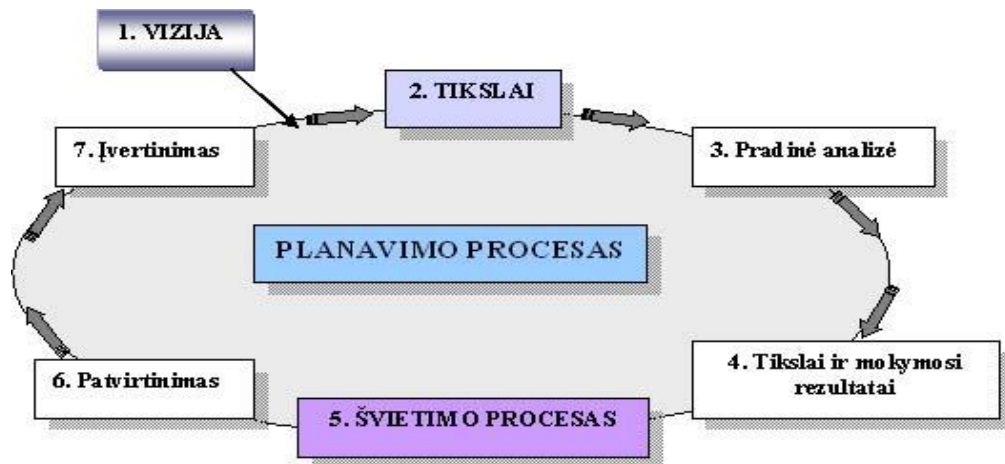 1. VIZIJA
2. TIKSLAI
7. Įvertinimas
3. Pradinė analizė
PLANAVIMO PROCESAS
4. Tikslai ir mokymosi
rezultatai
6. Patvirtinimas
5. ŠVIETIMO PROCESAS